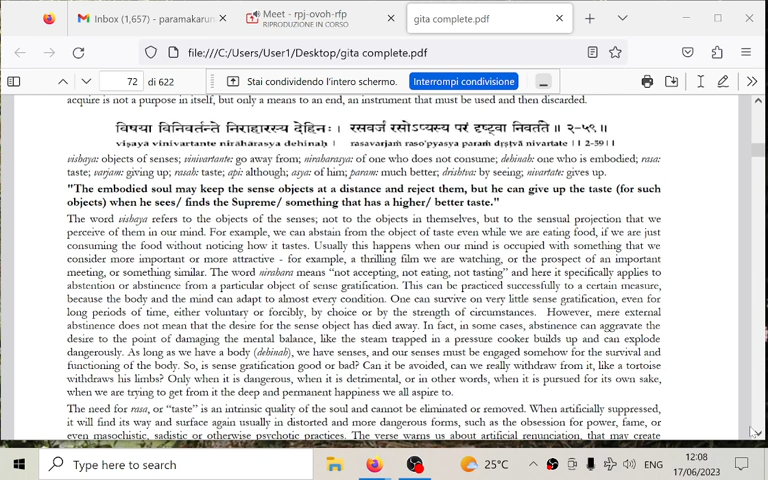 Inbox (1,657) - paramakarun
Meet - rpj-ovoh-rfp
RIPRODUZIONE IN CORSO
gita complete.pdf
file:///C:/Users/User1/Desktop/gita complete.pdf
72 di 622
Stai condividendo l'intero schermo.
Interrompi condivisione
acquire is not a purpose in itself, but only a means to an end, an instrument that must be used and then discarded.
विषया विनिवर्तन्ते निराहारस्य देहिनः । रसवर्जं रसोऽप्यस्य परं दृष्ट्वा निवर्तते ॥ २-५९॥
viṣayā vinivartante nirāhārasya dehinaḥ | rasavarjaṁ raso'pyasya paraṁ dṛṣṭvā nivartate || 2-59||
vishaya: objects of senses; vinivartante: go away from; niraharasya: of one who does not consume; dehinah: one who is embodied; rasa:
taste; varjam: giving up; rasah: taste; api: although; asya: of him; param: much better; drishtva: by seeing; nivartate: gives up.
"The embodied soul may keep the sense objects at a distance and reject them, but he can give up the taste (for such
objects) when he sees/ finds the Supreme/ something that has a higher/ better taste."
The word vishaya refers to the objects of the senses; not to the objects in themselves, but to the sensual projection that we
perceive of them in our mind. For example, we can abstain from the object of taste even while we are eating food, if we are just
consuming the food without noticing how it tastes. Usually this happens when our mind is occupied with something that we
consider more important or more attractive - for example, a thrilling film we are watching, or the prospect of an important
meeting, or something similar. The word nirahara means "not accepting, not eating, not tasting" and here it specifically applies to
abstention or abstinence from a particular object of sense gratification. This can be practiced successfully to a certain measure,
because the body and the mind can adapt to almost every condition. One can survive on very little sense gratification, even for
long periods of time, either voluntary or forcibly, by choice or by the strength of circumstances. However, mere external
abstinence does not mean that the desire for the sense object has died away. In fact, in some cases, abstinence can aggravate the
desire to the point of damaging the mental balance, like the steam trapped in a pressure cooker builds up and can explode
dangerously. As long as we have a body (dehinah), we have senses, and our senses must be engaged somehow for the survival and
functioning of the body. So, is sense gratification good or bad? Can it be avoided, can we really withdraw from it, like a tortoise
withdraws his limbs? Only when it is dangerous, when it is detrimental, or in other words, when it is pursued for its own sake,
when we are trying to get from it the deep and permanent happiness we all aspire to.
The need for rasa, or "taste" is an intrinsic quality of the soul and cannot be eliminated or removed. When artificially suppressed,
it will find its way and surface again usually in distorted and more dangerous forms, such as the obsession for power, fame, or
even masochistic, sadistic or otherwise psychotic practices. The verse warns us about artificial renunciation, that may create
Type here to search
25°C
ENG
12:08
17/06/2023